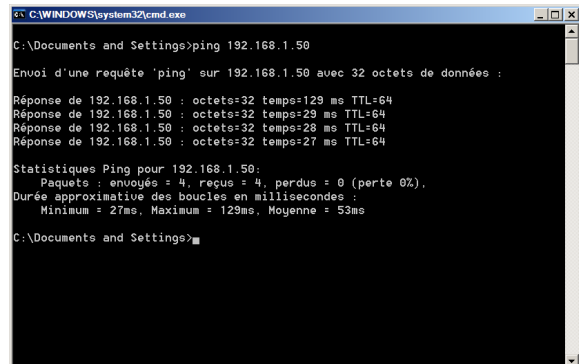 C:\WINDOWS\system32\cmd.exe
C:\Documents and Settings>ping 192.168.1.50
Envoi d'une requête 'ping' sur 192.168.1.50 avec 32 octets de données :
Réponse de 192.168.1.50 : octets=32 temps=129 ms TTL=64
Réponse de 192.168.1.50 : octets=32 temps=29 ms TTL=64
Réponse de 192.168.1.50 : octets=32 temps=28 ms TTL=64
Réponse de 192.168.1.50 : octets=32 temps=27 ms TTL=64
Statistiques Ping pour 192.168.1.50:
    Paquets : envoyés = 4, reçus = 4, perdus = 0 (perte 0%),
Durée approximative des boucles en millisecondes :
    Minimum = 27ms, Maximum = 129ms, Moyenne = 53ms
C:\Documents and Settings>